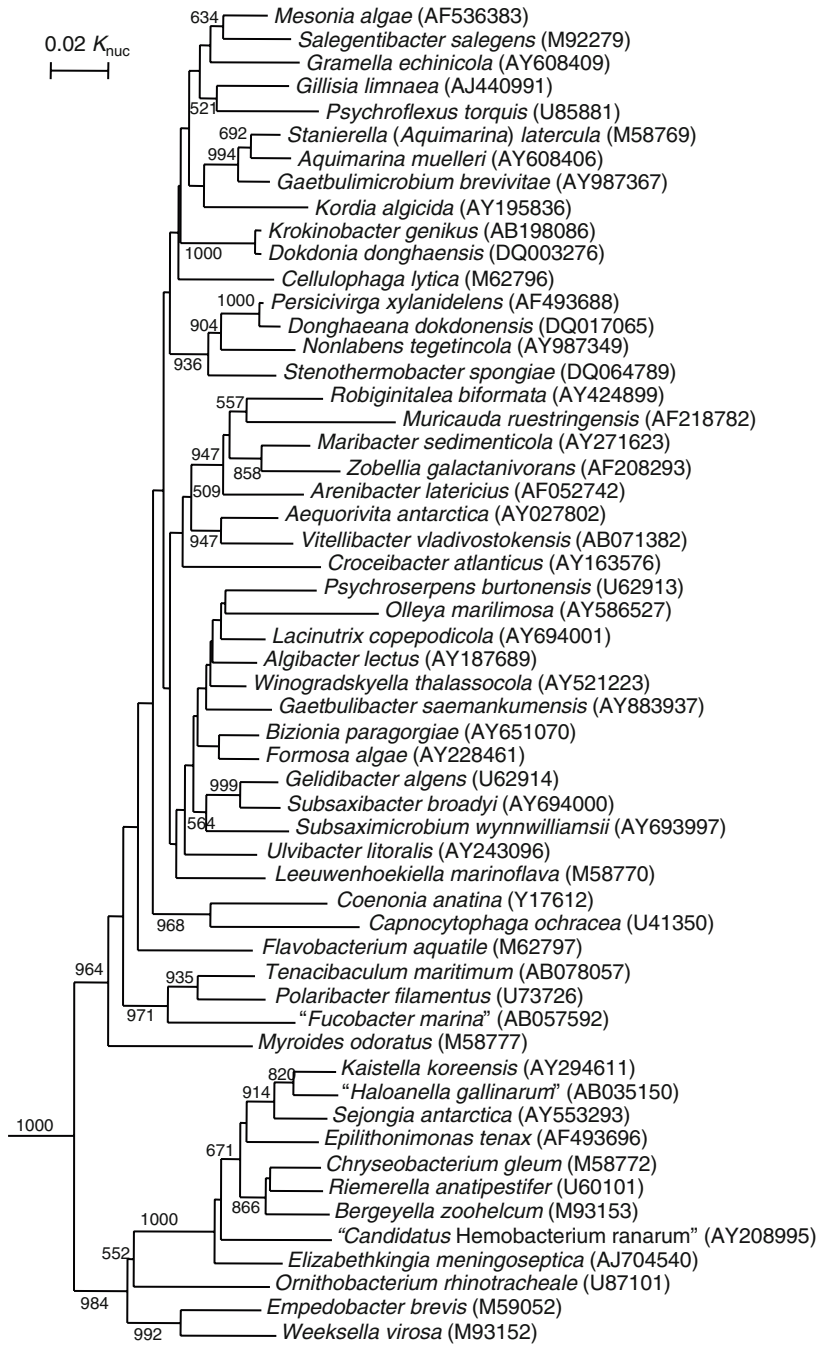 634
Mesonia algae (AF536383)
0.02 Knuc
Salegentibacter salegens (M92279)
Gramella echinicola (AY608409)
Gillisia limnaea (AJ440991)
521
Psychroflexus torquis (U85881)
692
Stanierella (Aquimarina) latercula (M58769)
994
Aquimarina muelleri (AY608406)
Gaetbulimicrobium brevivitae (AY987367)
Kordia algicida (AY195836)
Krokinobacter genikus (AB198086)
1000
Dokdonia donghaensis (DQ003276)
Cellulophaga lytica (M62796)
1000
Persicivirga xylanidelens (AF493688)
904
Donghaeana dokdonensis (DQ017065)
Nonlabens tegetincola (AY987349)
936
Stenothermobacter spongiae (DQ064789)
557
Robiginitalea biformata (AY424899)
Muricauda ruestringensis (AF218782)
947
Maribacter sedimenticola (AY271623)
858
Zobellia galactanivorans (AF208293)
509
Arenibacter latericius (AF052742)
Aequorivita antarctica (AY027802)
947
Vitellibacter vladivostokensis (AB071382)
Croceibacter atlanticus (AY163576)
Psychroserpens burtonensis (U62913)
Olleya marilimosa (AY586527)
Lacinutrix copepodicola (AY694001)
Algibacter lectus (AY187689)
Winogradskyella thalassocola (AY521223)
Gaetbulibacter saemankumensis (AY883937)
Bizionia paragorgiae (AY651070)
Formosa algae (AY228461)
999
Gelidibacter algens (U62914)
Subsaxibacter broadyi (AY694000)
564
Subsaximicrobium wynnwilliamsii (AY693997)
Ulvibacter litoralis (AY243096)
Leeuwenhoekiella marinoflava (M58770)
Coenonia anatina (Y17612)
968
Capnocytophaga ochracea (U41350)
Flavobacterium aquatile (M62797)
964
935
Tenacibaculum maritimum (AB078057)
Polaribacter filamentus (U73726)
971
“Fucobacter marina” (AB057592)
Myroides odoratus (M58777)
820
Kaistella koreensis (AY294611)
914
“Haloanella gallinarum” (AB035150)
Sejongia antarctica (AY553293)
1000
671
Epilithonimonas tenax (AF493696)
Chryseobacterium gleum (M58772)
Riemerella anatipestifer (U60101)
866
Bergeyella zoohelcum (M93153)
1000
“Candidatus Hemobacterium ranarum” (AY208995)
552
Elizabethkingia meningoseptica (AJ704540)
Ornithobacterium rhinotracheale (U87101)
984
Empedobacter brevis (M59052)
992
Weeksella virosa (M93152)